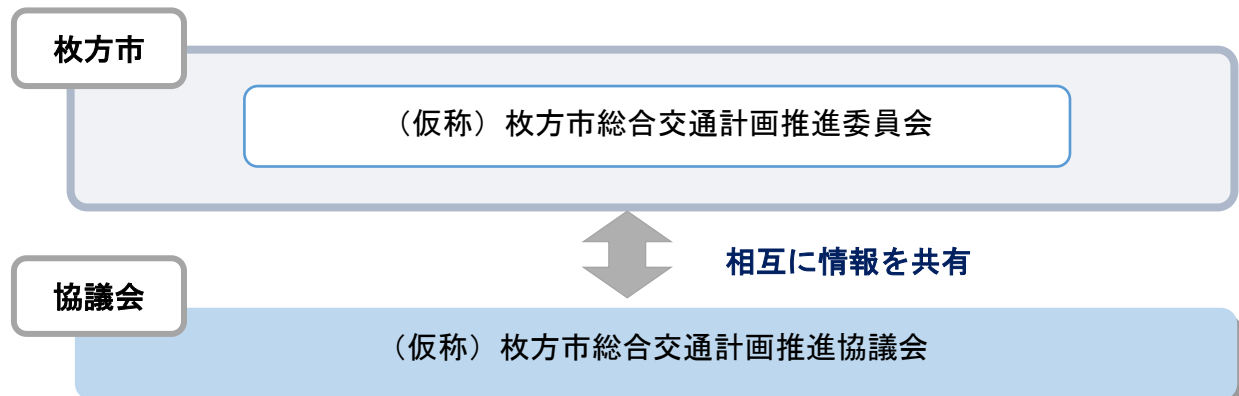 枚方市
（仮称）枚方市総合交通計画推進委員会
相互に情報を共有
協議会
（仮称）枚方市総合交通計画推進協議会